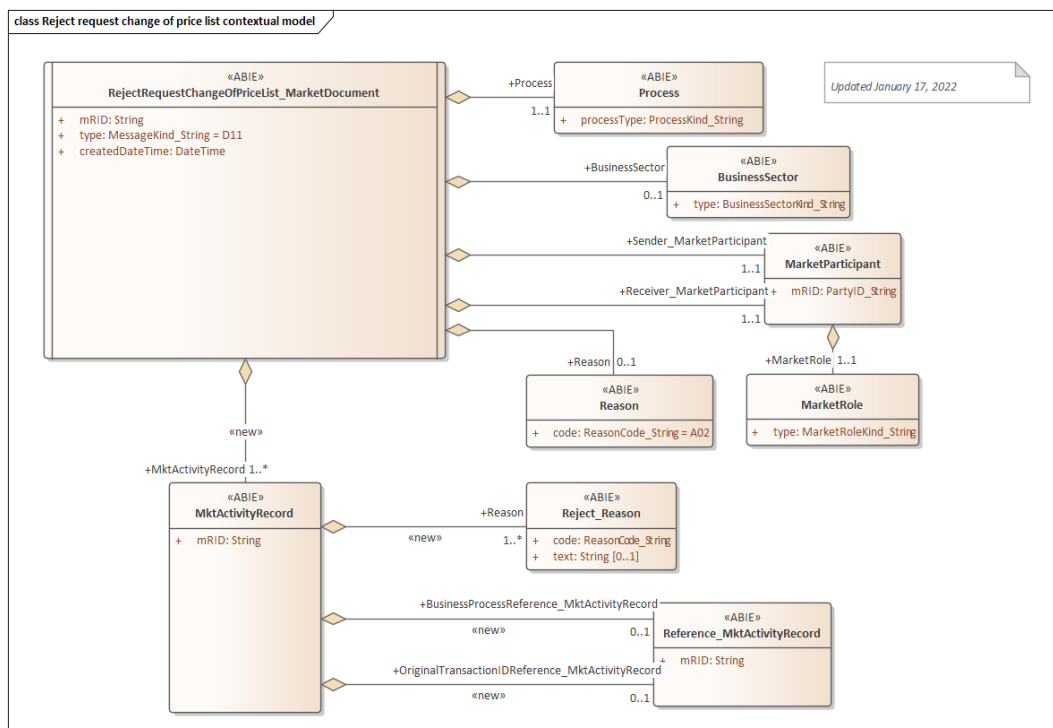 class Reject request change of price list contextual model
«ABIE»
RejectRequestChangeOfPriceList_MarketDocument
+ mRID: String
+ type: MessageKind_String = D11
+ createdDateTime: DateTime
+Process
1..1
«ABIE»
Process
+ processType: ProcessKind_String
Updated January 17, 2022
+BusinessSector
0..1
«ABIE»
BusinessSector
+ type: BusinessSectorKind_String
+Sender_MarketParticipant
1..1
+Receiver_MarketParticipant
1..1
«ABIE»
MarketParticipant
+ mRID: PartyID_String
+MarketRole 1..1
«ABIE»
MarketRole
+ type: MarketRoleKind_String
+Reason 0..1
«ABIE»
Reason
+ code: ReasonCode_String = A02
«new»
+MktActivityRecord 1..*
«ABIE»
MktActivityRecord
+ mRID: String
+Reason
«new»
1..*
«ABIE»
Reject_Reason
+ code: ReasonCode_String
+ text: String [0..1]
+BusinessProcessReference_MktActivityRecord
«new»
0..1
+OriginalTransactionIDReference_MktActivityRecord
«new»
0..1
«ABIE»
Reference_MktActivityRecord
+ mRID: String